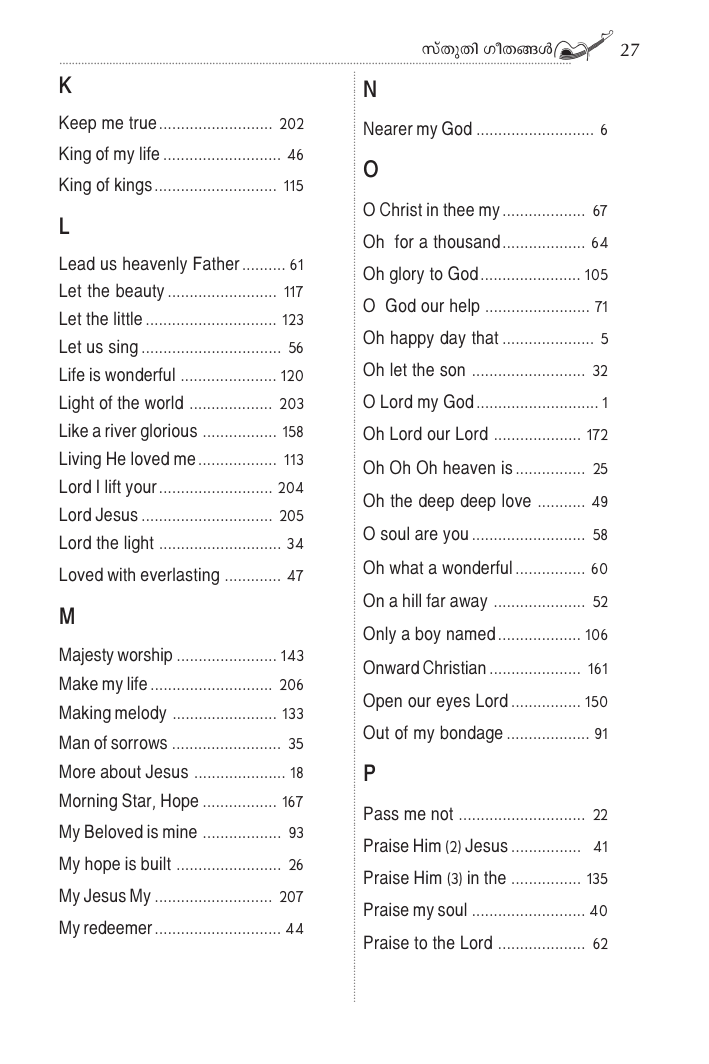 സ്തുതി ഗീതങ്ങൾ 27
K
Keep me true .......................... 202
King of my life ........................... 46
King of kings ............................ 115
L
Lead us heavenly Father .......... 61
Let the beauty ......................... 117
Let the little .............................. 123
Let us sing ................................ 56
Life is wonderful ...................... 120
Light of the world ................... 203
Like a river glorious ................. 158
Living He loved me .................. 113
Lord I lift your .......................... 204
Lord Jesus .............................. 205
Lord the light ............................ 34
Loved with everlasting ............. 47
M
Majesty worship ....................... 143
Make my life ............................ 206
Making melody ........................ 133
Man of sorrows ......................... 35
More about Jesus ..................... 18
Morning Star, Hope ................. 167
My Beloved is mine .................. 93
My hope is built ........................ 26
My Jesus My ........................... 207
My redeemer ............................. 44
N
Nearer my God ........................... 6
O
O Christ in thee my ................... 67
Oh for a thousand ................... 64
Oh glory to God ....................... 105
O God our help ........................ 71
Oh happy day that ..................... 5
Oh let the son .......................... 32
O Lord my God ............................ 1
Oh Lord our Lord .................... 172
Oh Oh Oh heaven is ................ 25
Oh the deep deep love ........... 49
O soul are you .......................... 58
Oh what a wonderful ................ 60
On a hill far away ..................... 52
Only a boy named ................... 106
Onward Christian ..................... 161
Open our eyes Lord ................ 150
Out of my bondage ................... 91
P
Pass me not ............................. 22
Praise Him (2) Jesus ................ 41
Praise Him (3) in the ................ 135
Praise my soul .......................... 40
Praise to the Lord .................... 62